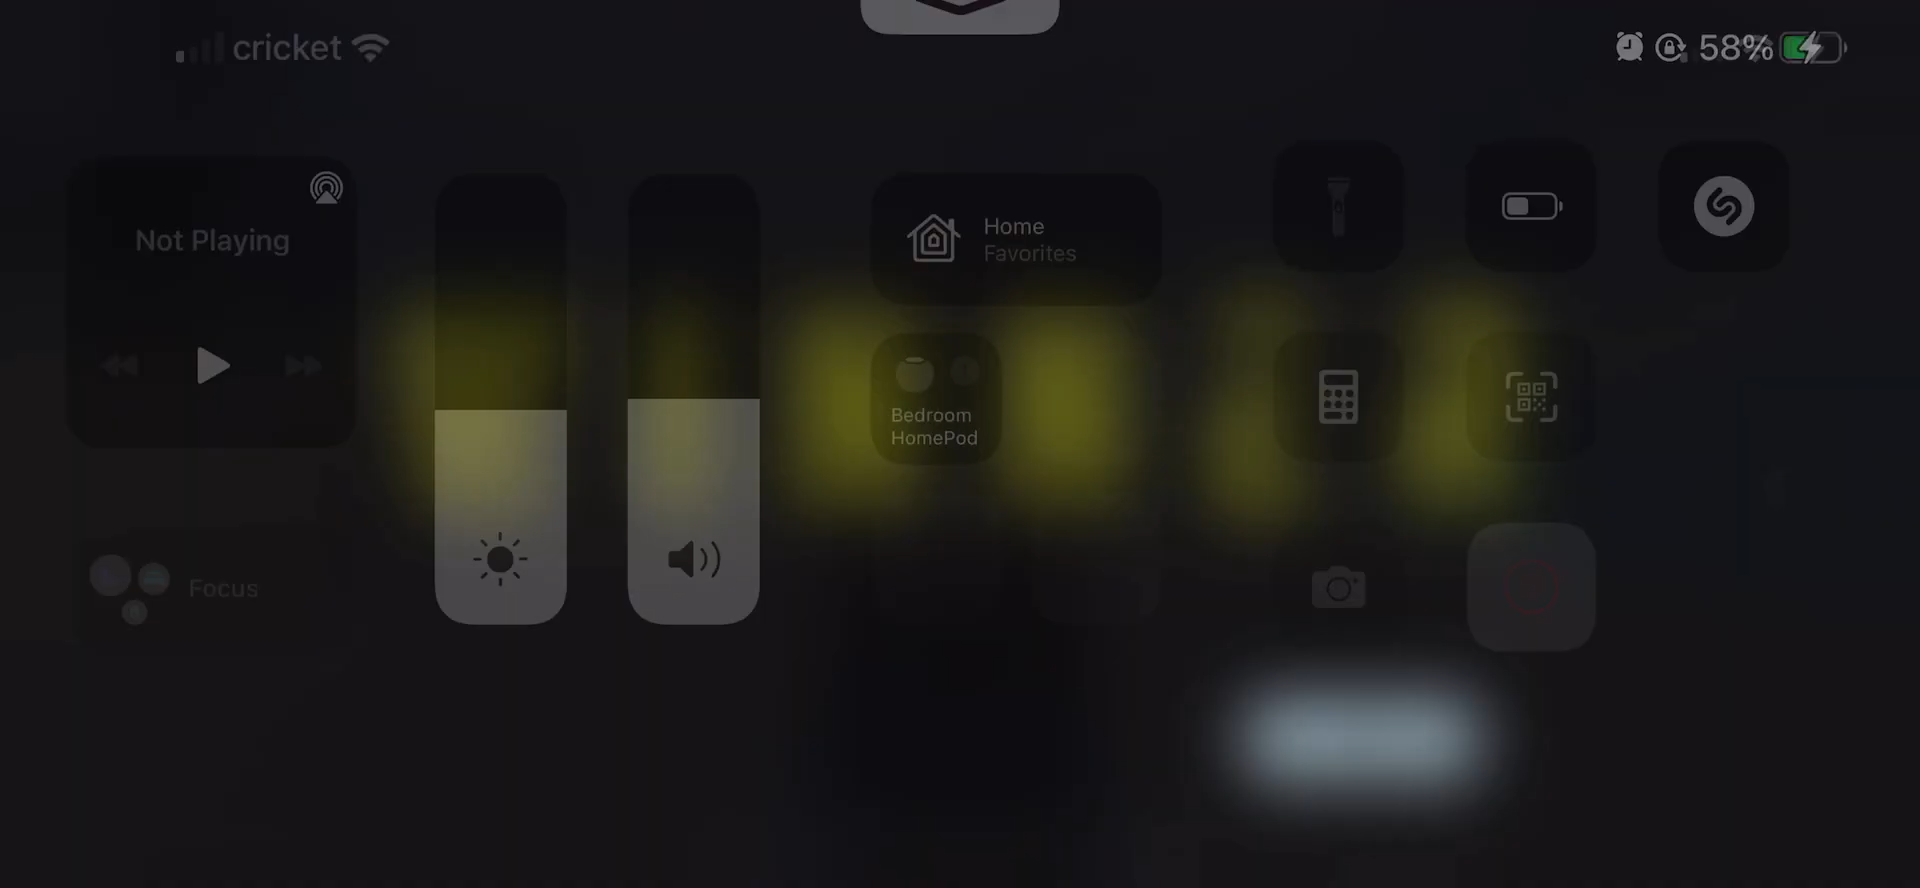 cricket
58%
Not Playing
Home
Favorites
Bedroom
HomePod
Focus